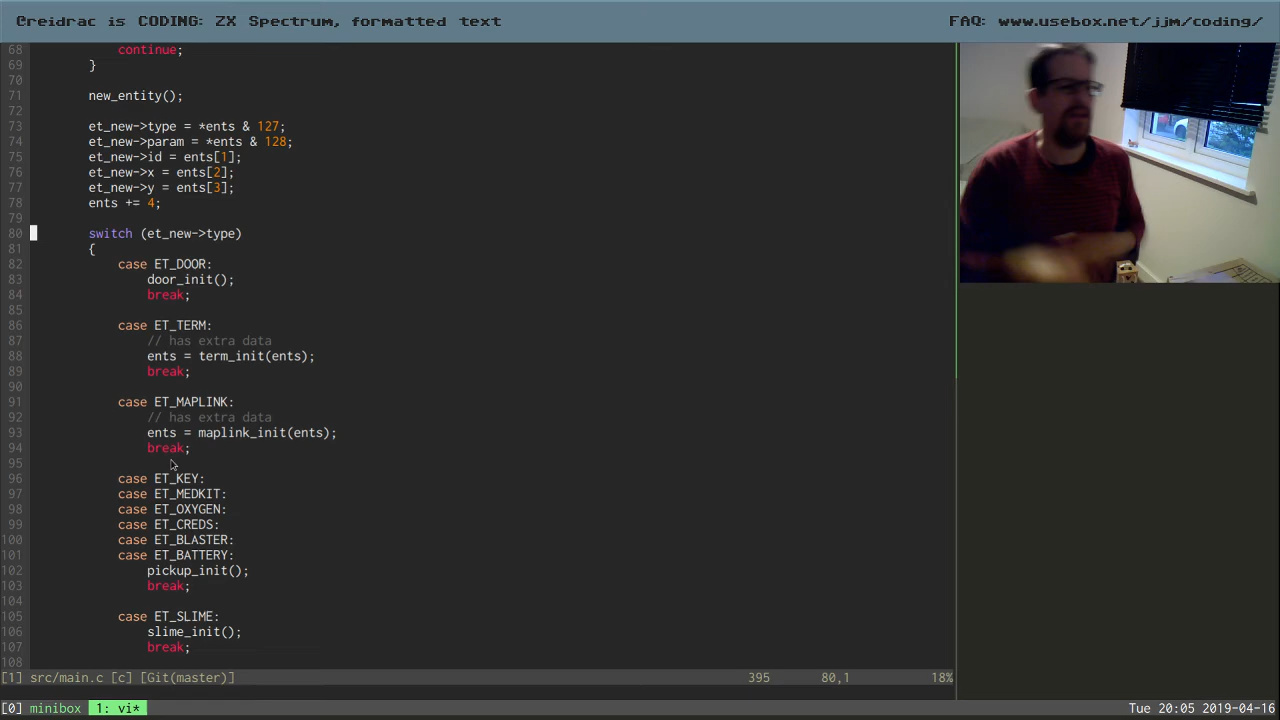 @reidrac is CODING: ZX Spectrum, formatted text
FAQ: www.usebox.net/jjm/coding/
68 continue;
69 }
70
71 new_entity();
72
73 et_new->type = *ents & 127;
74 et_new->param = *ents & 128;
75 et_new->id = ents[1];
76 et_new->x = ents[2];
77 et_new->y = ents[3];
78 ents += 4;
79
80 switch (et_new->type)
81 {
82 case ET_DOOR:
83 door_init();
84 break;
85
86 case ET_TERM:
87 // has extra data
88 ents = term_init(ents);
89 break;
90
91 case ET_MAPLINK:
92 // has extra data
93 ents = maplink_init(ents);
94 break;
95
96 case ET_KEY:
97 case ET_MEDKIT:
98 case ET_OXYGEN:
99 case ET_CREDS:
100 case ET_BLASTER:
101 case ET_BATTERY:
102 pickup_init();
103 break;
104
105 case ET_SLIME:
106 slime_init();
107 break;
108
[1] src/main.c [c] [Git(master)] 395 80,1 18%
[0] minibox 1: vi* Tue 20:05 2019-04-16